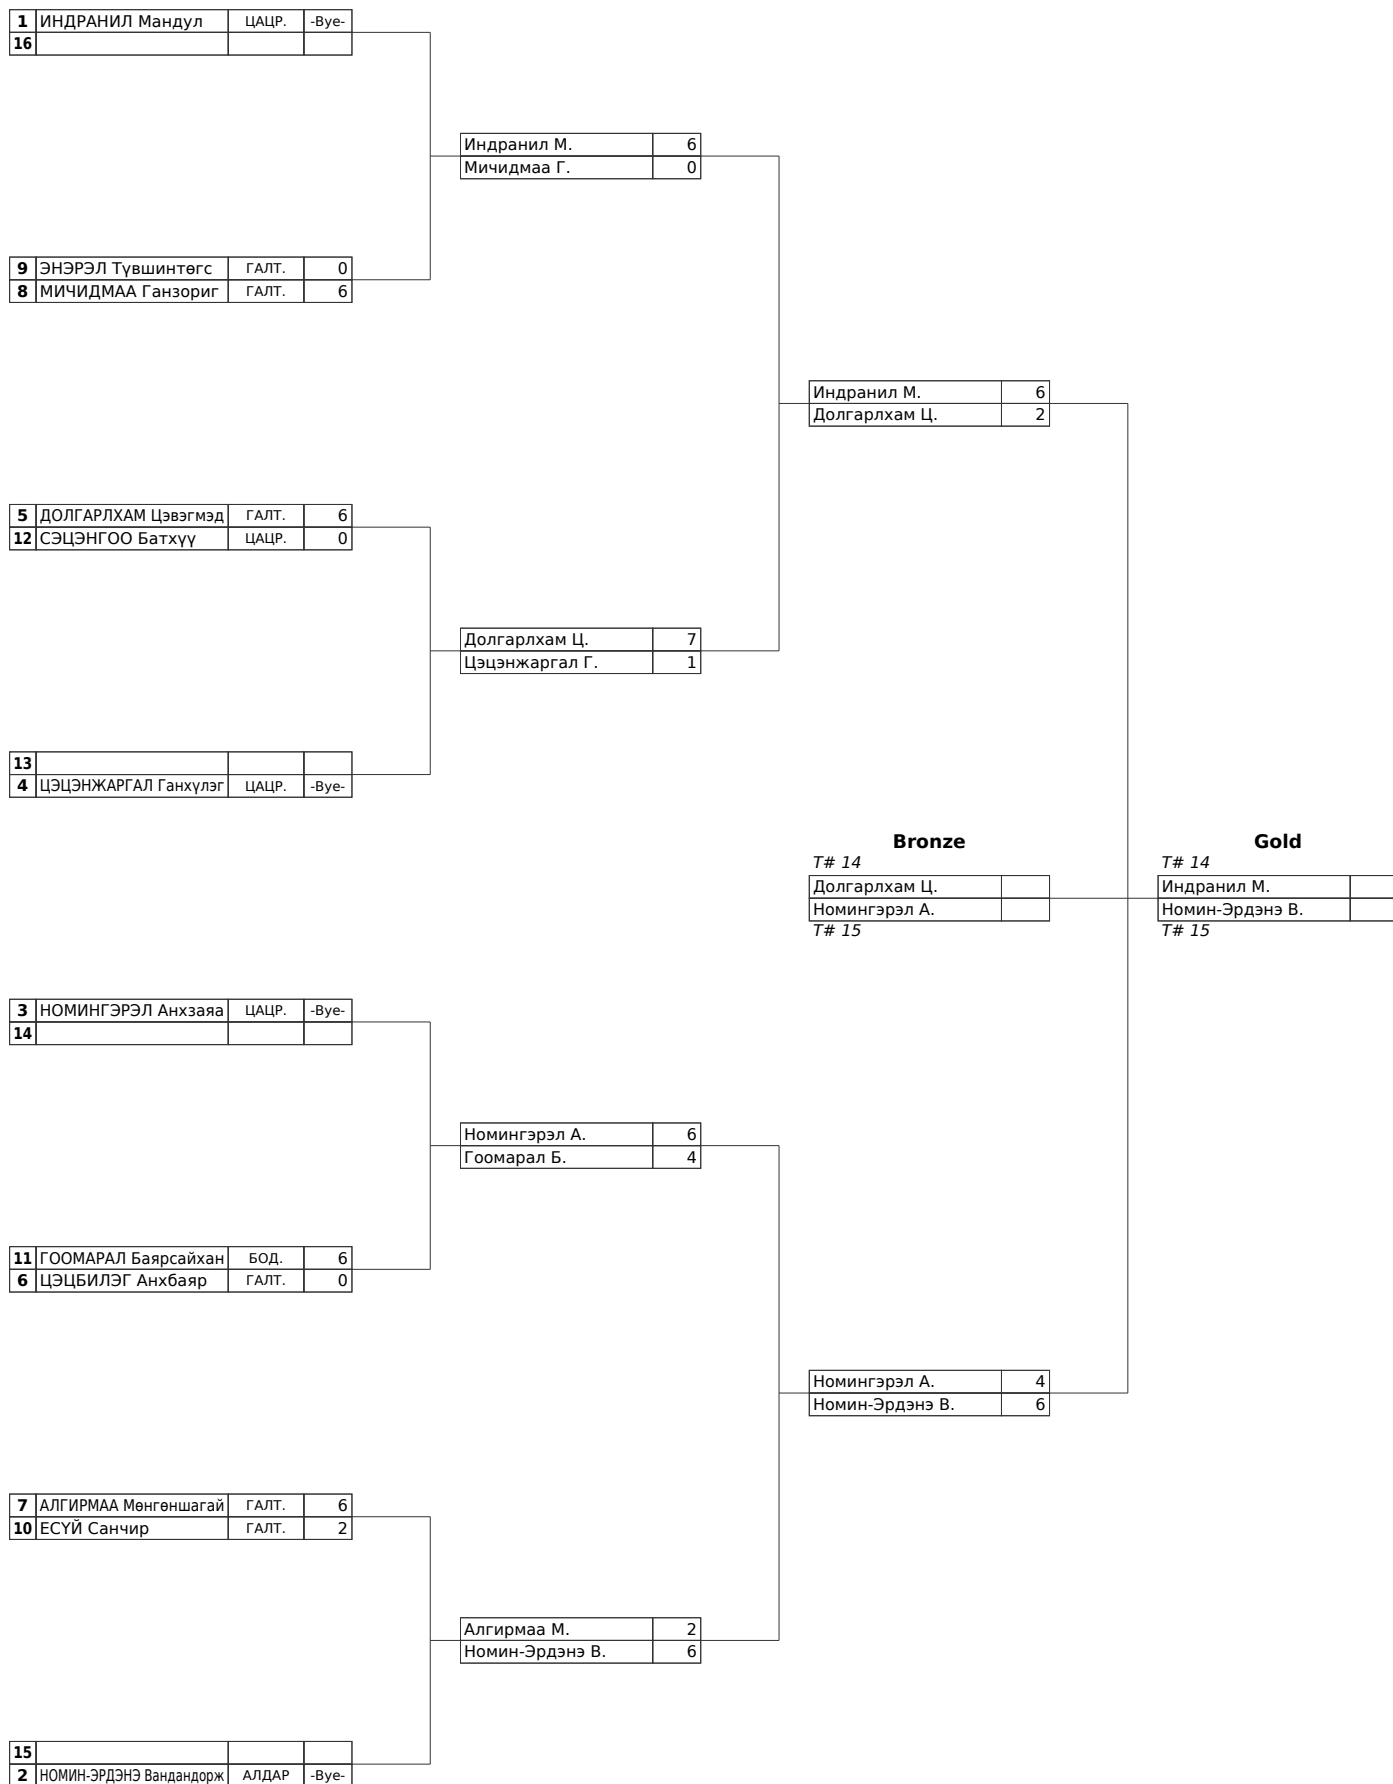 1 ИНДРАНИЛ Мандул ЦАЦР. -Bye-
16
Индранил М. 6
Мичидмаа Г. 0
9 ЭНЭРЭЛ Түвшинтөгс ГАЛТ. 0
8 МИЧИДМАА Ганзориг ГАЛТ. 6
Индранил М. 6
Долгарлхам Ц. 2
5 ДОЛГАРЛХАМ Цэвэгмэд ГАЛТ. 6
12 СЭЦЭНГОО Батхүү ЦАЦР. 0
Долгарлхам Ц. 7
Цэцэнжаргал Г. 1
13
4 ЦЭЦЭНЖАРГАЛ Ганхүлэг ЦАЦР. -Bye-
Bronze Gold
T# 14 T# 14
Долгарлхам Ц. Индранил М.
Номингэрэл А. Номин-Эрдэнэ В.
T# 15 T# 15
3 НОМИНГЭРЭЛ Анхзаяа ЦАЦР. -Bye-
14
Номингэрэл А. 6
Гоомарал Б. 4
11 ГООМАРАЛ Баярсайхан БОД. 6
6 ЦЭЦБИЛЭГ Анхбаяр ГАЛТ. 0
Номингэрэл А. 4
Номин-Эрдэнэ В. 6
7 АЛГИРМАА Мөнгөншагай ГАЛТ. 6
10 ЕСҮЙ Санчир ГАЛТ. 2
Алгирмаа М. 2
Номин-Эрдэнэ В. 6
15
2 НОМИН-ЭРДЭНЭ Вандандорж АЛДАР -Bye-